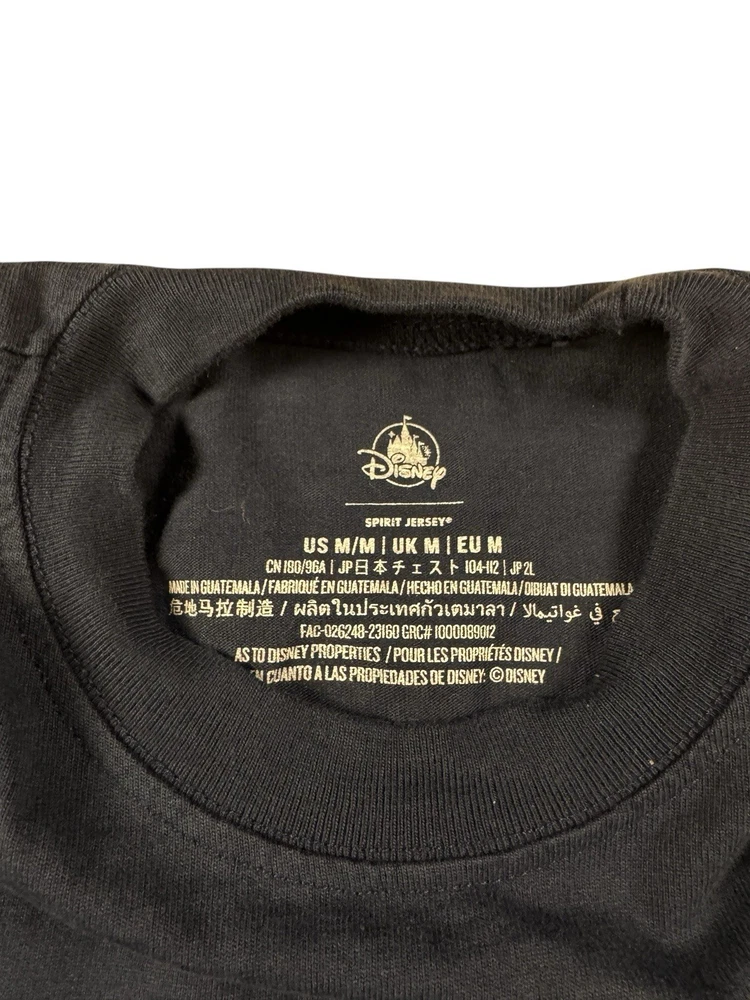 Disney
SPIRIT JERSEY®
US M/M | UK M | EU M
CN 180/96A | JP日本チェスト 104-112 | JP 2L
MADE IN GUATEMALA / FABRIQUÉ EN GUATEMALA / HECHO EN GUATEMALA / DIBUAT DI GUATEMALA
危地马拉制造 / ผลิตในประเทศกัวเตมาลา / في غواتيمالا
FAC-026248-23160 GRC# 1000089012
AS TO DISNEY PROPERTIES / POUR LES PROPRIÉTÉS DISNEY /
EN CUANTO A LAS PROPIEDADES DE DISNEY: © DISNEY